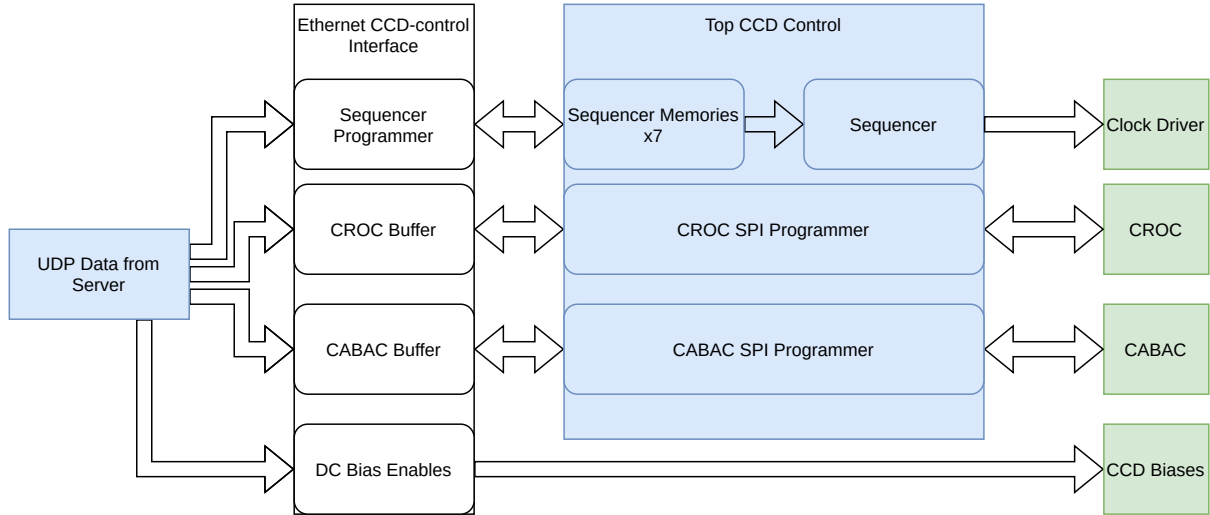 Ethernet CCD-control
Interface
Top CCD Control
Sequencer
Programmer
Sequencer Memories
x7
Sequencer
Clock Driver
UDP Data from
Server
CROC Buffer
CROC SPI Programmer
CROC
CABAC Buffer
CABAC SPI Programmer
CABAC
DC Bias Enables
CCD Biases